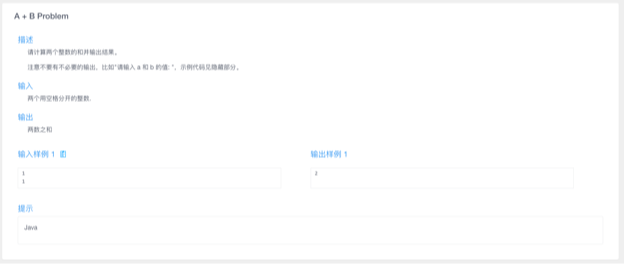 A + B Problem
描述
请计算两个整数的和并输出结果。
注意不要有不必要的输出，比如"请输入 a 和 b 的值: "，示例代码见隐藏部分。
输入
两个用空格分开的整数.
输出
两数之和
输入样例 1
输出样例 1
1
1
2
提示
Java